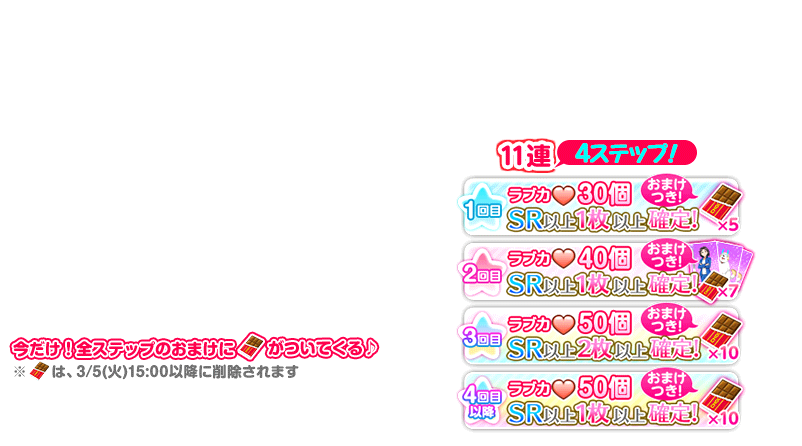 11連 4ステップ!
1回目 ラブカ♥30個 おまけつき!
SR以上1枚以上確定! ×5
2回目 ラブカ♥40個 おまけつき!
SR以上1枚以上確定! ×7
3回目 ラブカ♥50個 おまけつき!
SR以上2枚以上確定! ×10
4回目以降 ラブカ♥50個 おまけつき!
SR以上1枚以上確定! ×10
今だけ!全ステップのおまけに がついてくる♪
※ は、3/5(火)15:00以降に削除されます